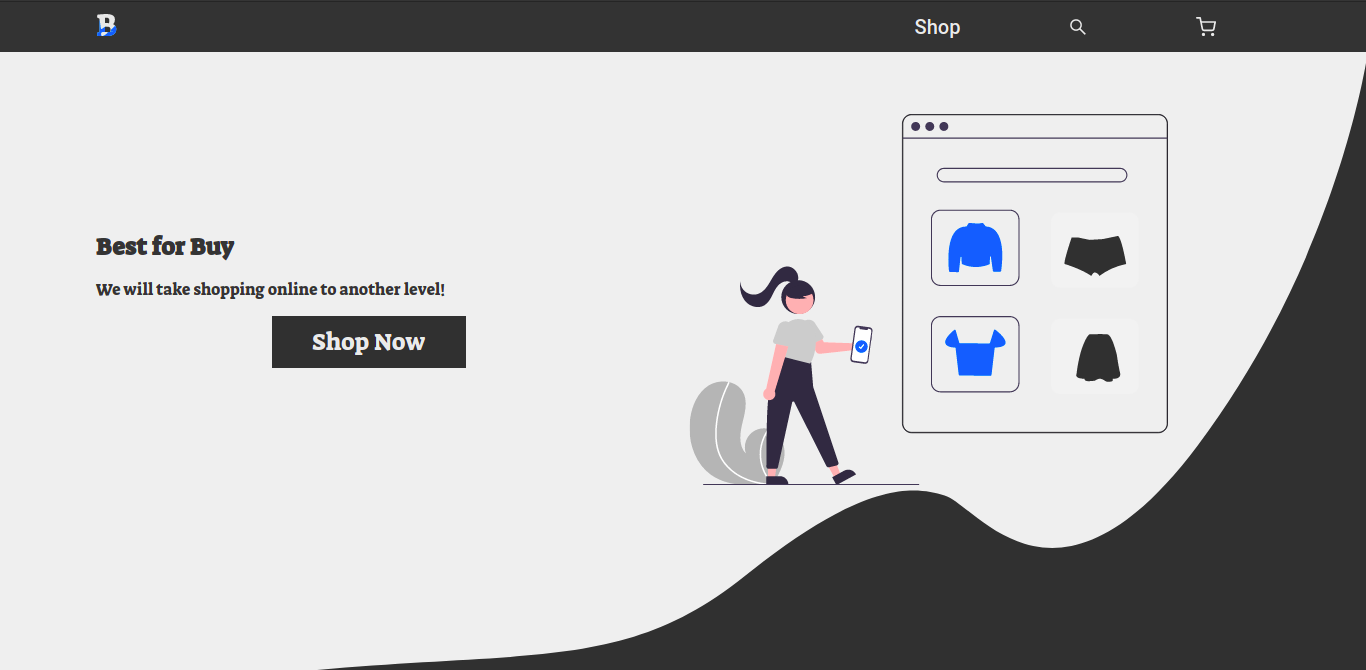 B
Shop
Best for Buy
We will take shopping online to another level!
Shop Now